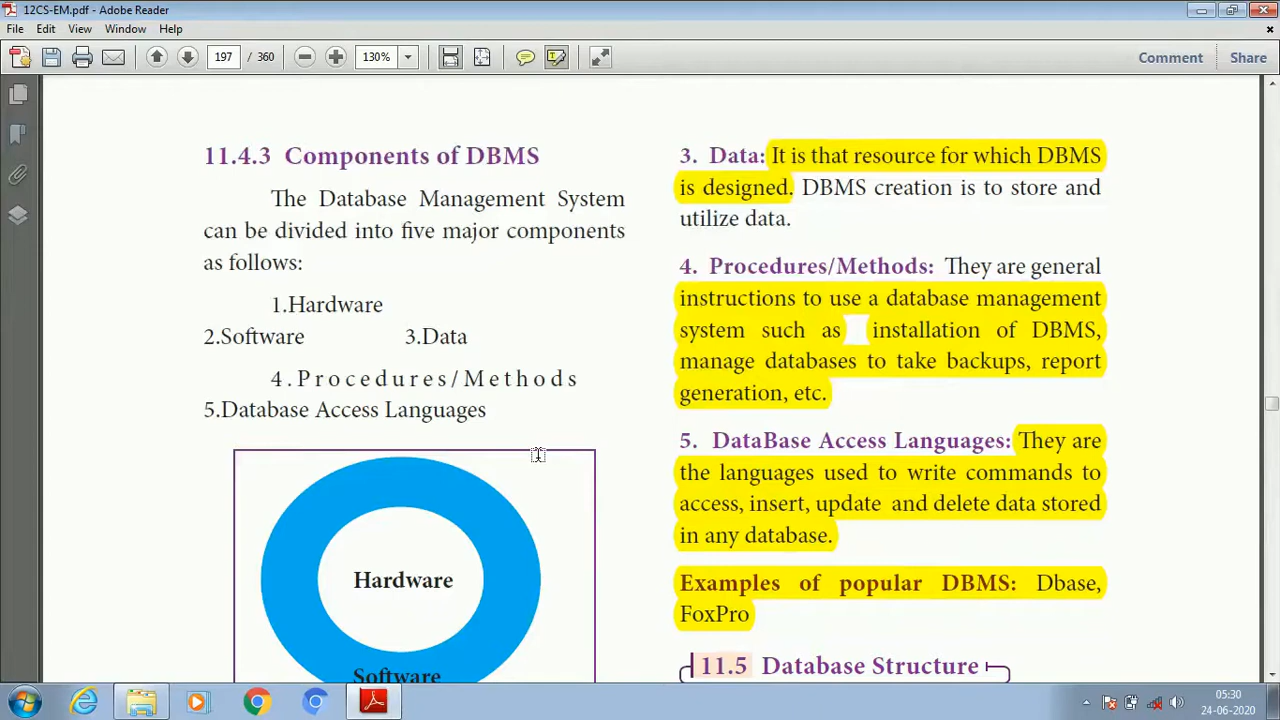 12CS-EM.pdf - Adobe Reader
File Edit View Window Help
197 / 360 130% Comment Share
11.4.3 Components of DBMS
The Database Management System
can be divided into five major components
as follows:
1.Hardware
2.Software 3.Data
4.Procedures/Methods
5.Database Access Languages
Hardware
Software
3. Data: It is that resource for which DBMS
is designed. DBMS creation is to store and
utilize data.
4. Procedures/Methods: They are general
instructions to use a database management
system such as installation of DBMS,
manage databases to take backups, report
generation, etc.
5. DataBase Access Languages: They are
the languages used to write commands to
access, insert, update and delete data stored
in any database.
Examples of popular DBMS: Dbase,
FoxPro
11.5 Database Structure
05:30
24-06-2020